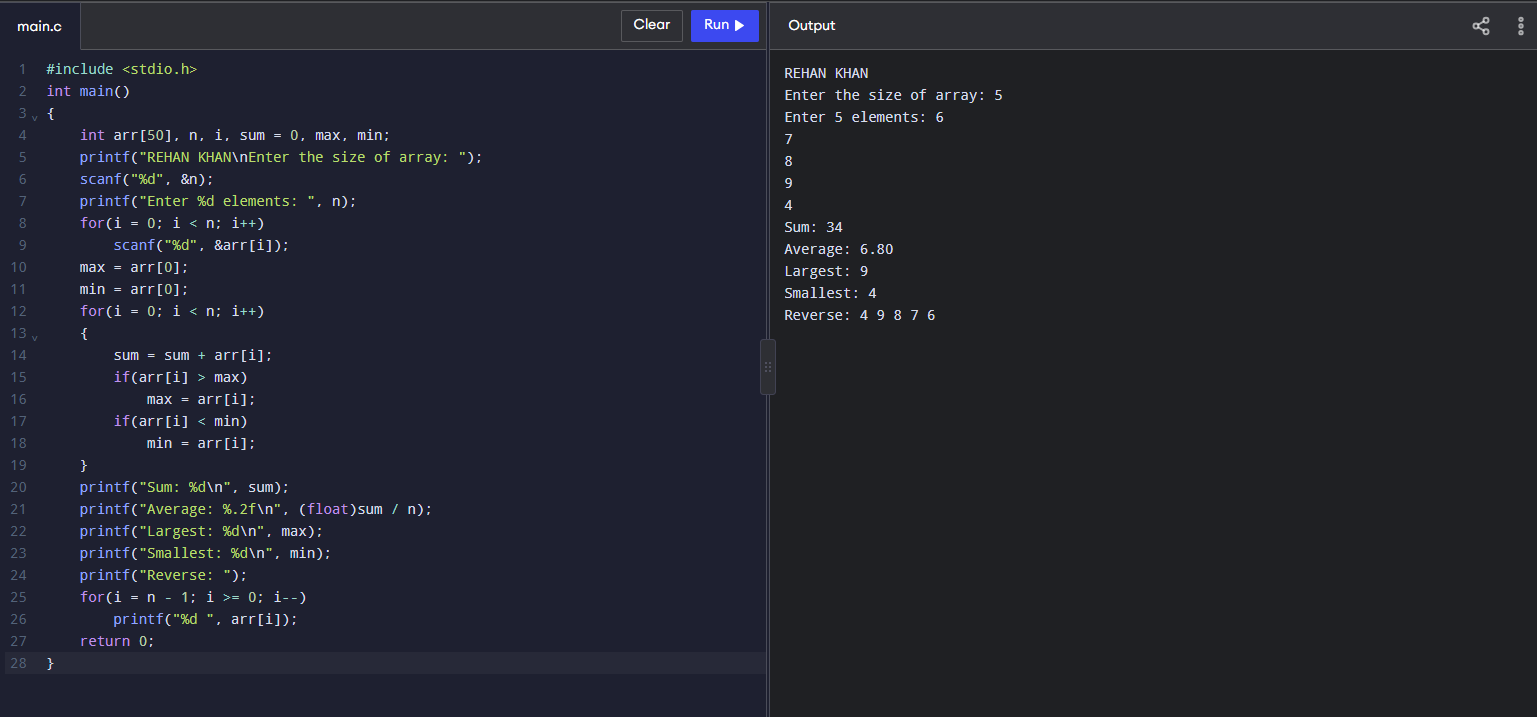 main.c
Clear
Run
Output
1 #include <stdio.h>
2 int main()
3 {
4     int arr[50], n, i, sum = 0, max, min;
5     printf("REHAN KHAN\nEnter the size of array: ");
6     scanf("%d", &n);
7     printf("Enter %d elements: ", n);
8     for(i = 0; i < n; i++)
9         scanf("%d", &arr[i]);
10     max = arr[0];
11     min = arr[0];
12     for(i = 0; i < n; i++)
13     {
14         sum = sum + arr[i];
15         if(arr[i] > max)
16             max = arr[i];
17         if(arr[i] < min)
18             min = arr[i];
19     }
20     printf("Sum: %d\n", sum);
21     printf("Average: %.2f\n", (float)sum / n);
22     printf("Largest: %d\n", max);
23     printf("Smallest: %d\n", min);
24     printf("Reverse: ");
25     for(i = n - 1; i >= 0; i--)
26         printf("%d ", arr[i]);
27     return 0;
28 }
REHAN KHAN
Enter the size of array: 5
Enter 5 elements: 6
7
8
9
4
Sum: 34
Average: 6.80
Largest: 9
Smallest: 4
Reverse: 4 9 8 7 6